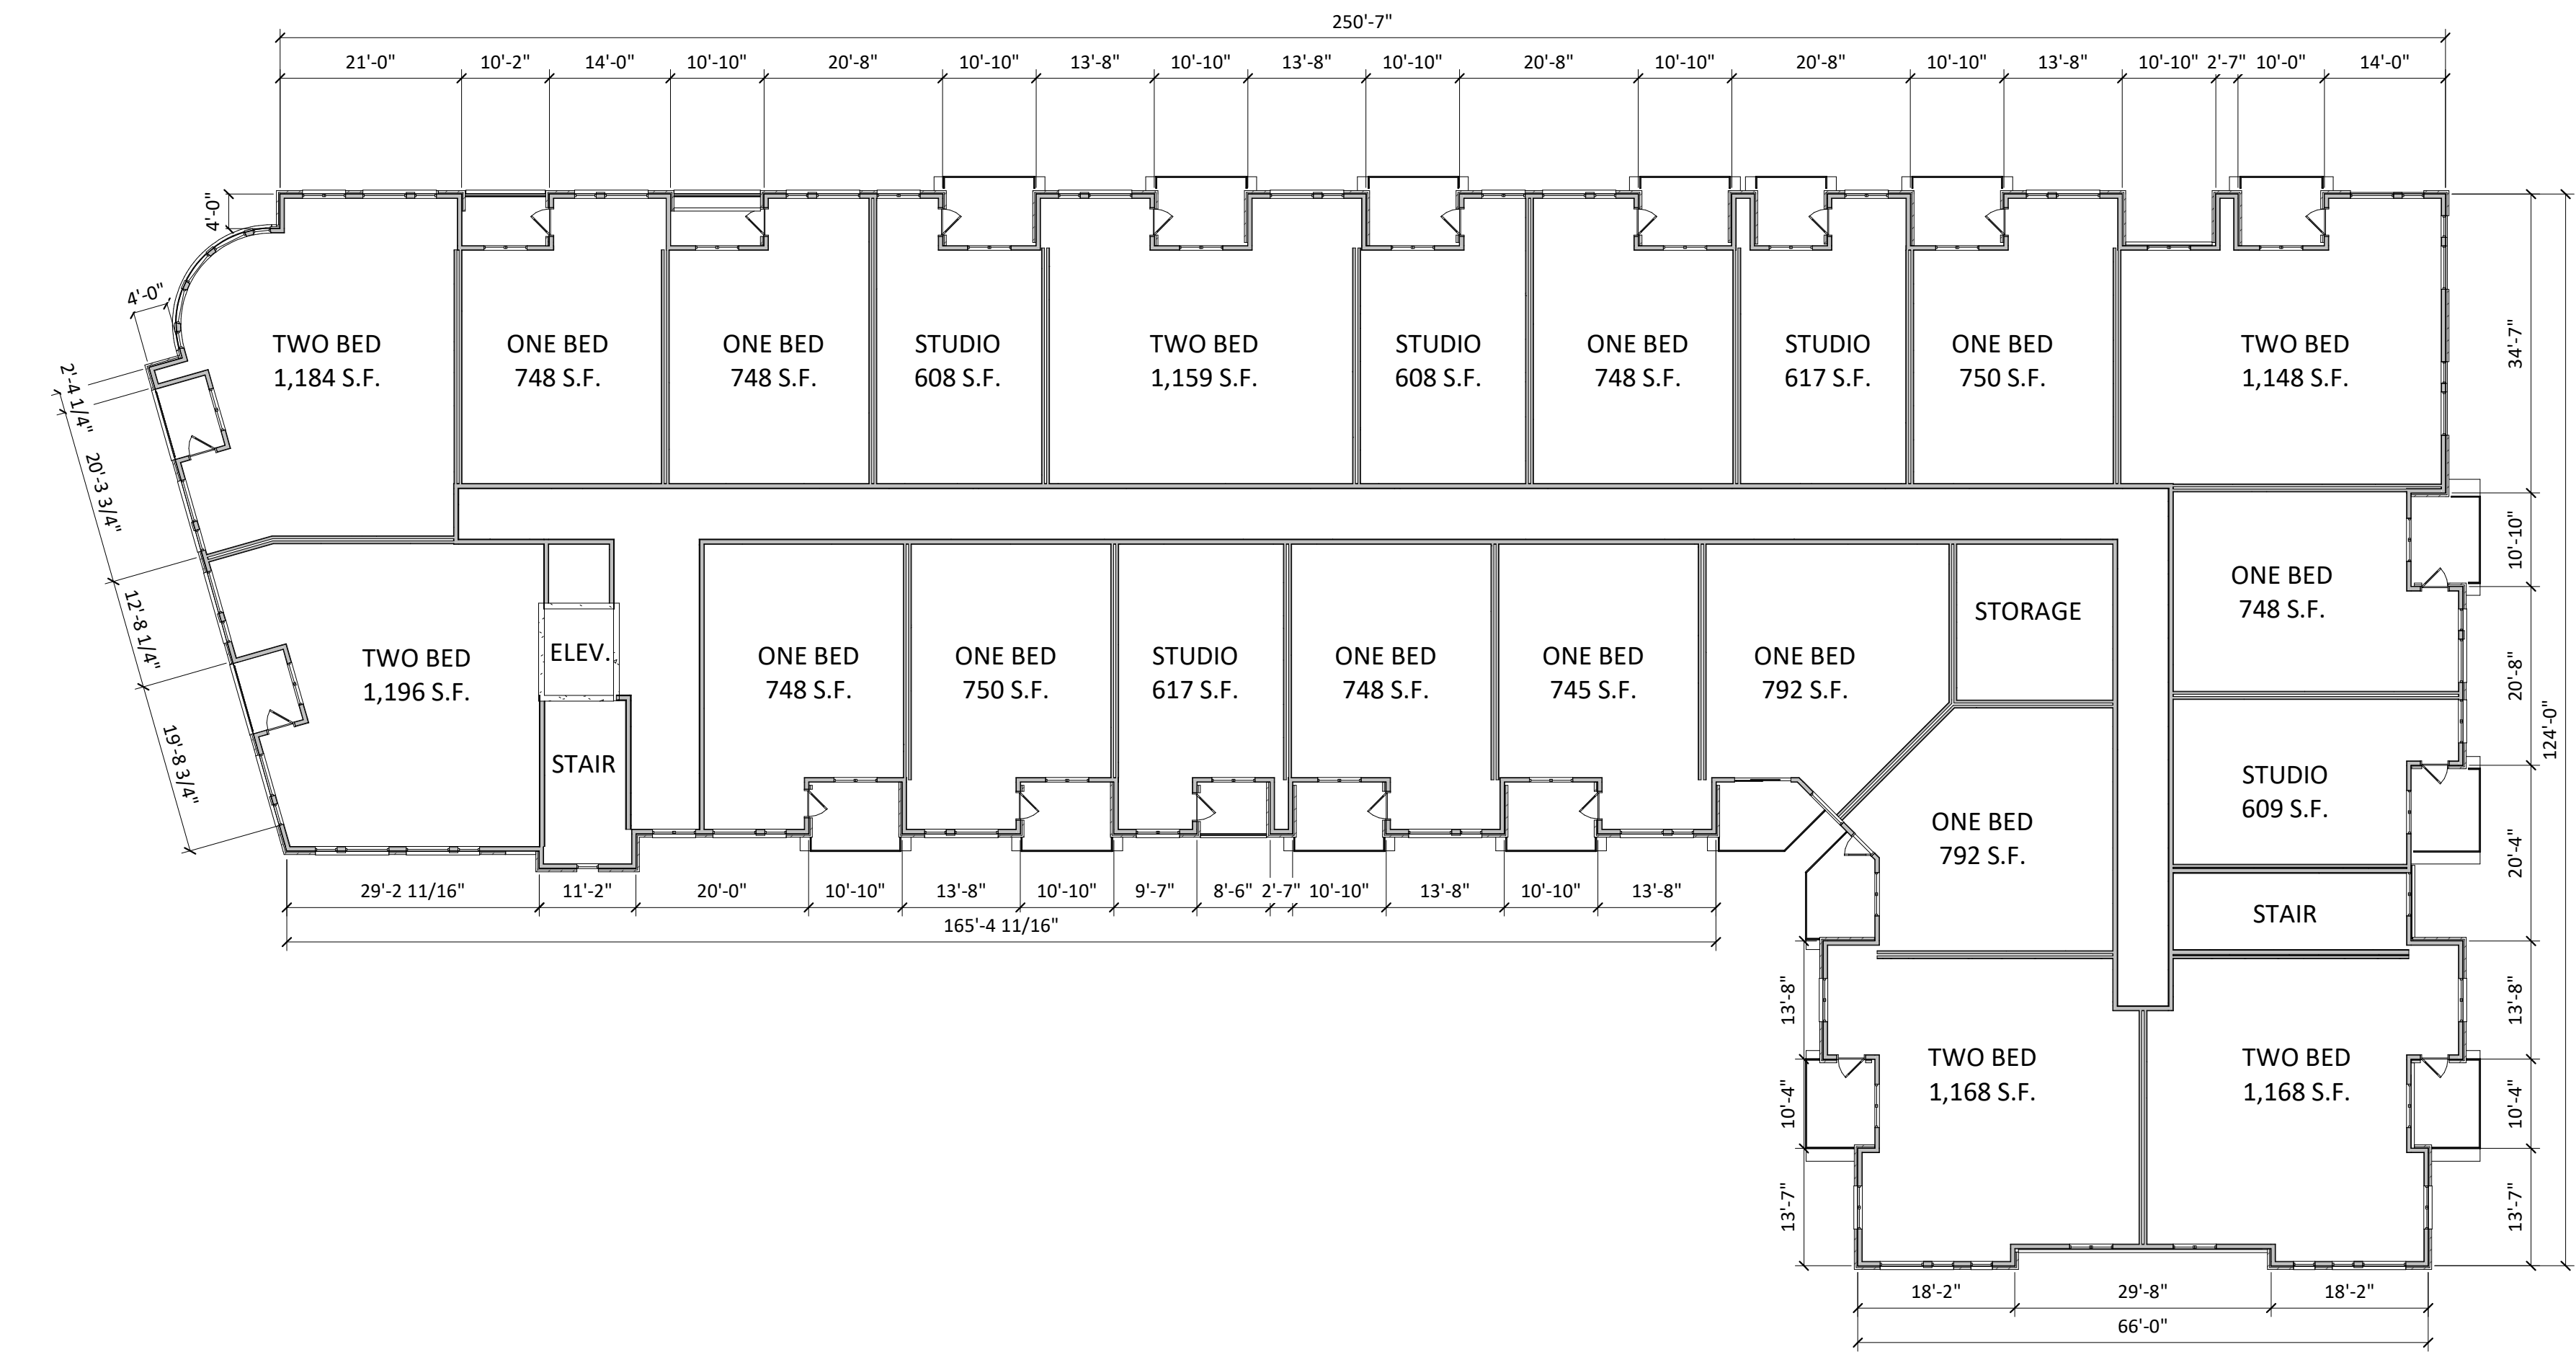 250'-7"
21'-0" 10'-2" 14'-0" 10'-10" 20'-8" 10'-10" 13'-8" 10'-10" 13'-8" 10'-10" 20'-8" 10'-10" 20'-8" 10'-10" 13'-8" 10'-10" 2'-7" 10'-0" 14'-0"
4'-0"
4'-0"
2'-4 1/4"
20'-3 3/4"
12'-8 1/4"
19'-8 3/4"
TWO BED
1,184 S.F.
ONE BED
748 S.F.
ONE BED
748 S.F.
STUDIO
608 S.F.
TWO BED
1,159 S.F.
STUDIO
608 S.F.
ONE BED
748 S.F.
STUDIO
617 S.F.
ONE BED
750 S.F.
TWO BED
1,148 S.F.
34'-7"
10'-10"
20'-8"
20'-4"
13'-8"
10'-4"
13'-7"
124'-0"
TWO BED
1,196 S.F.
ELEV.
STAIR
ONE BED
748 S.F.
ONE BED
750 S.F.
STUDIO
617 S.F.
ONE BED
748 S.F.
ONE BED
745 S.F.
ONE BED
792 S.F.
STORAGE
ONE BED
748 S.F.
STUDIO
609 S.F.
ONE BED
792 S.F.
STAIR
29'-2 11/16" 11'-2" 20'-0" 10'-10" 13'-8" 10'-10" 9'-7" 8'-6" 2'-7" 10'-10" 13'-8" 10'-10" 13'-8"
165'-4 11/16"
13'-8"
10'-4"
13'-7"
TWO BED
1,168 S.F.
TWO BED
1,168 S.F.
18'-2" 29'-8" 18'-2"
66'-0"